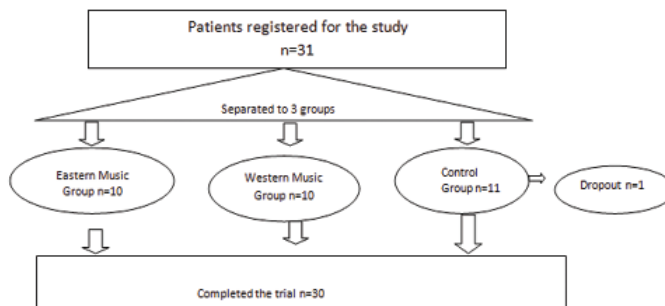 Patients registered for the study
n=31
Separated to 3 groups
Eastern Music
Group n=10
Western Music
Group n=10
Control
Group n=11
Dropout n=1
Completed the trial n=30